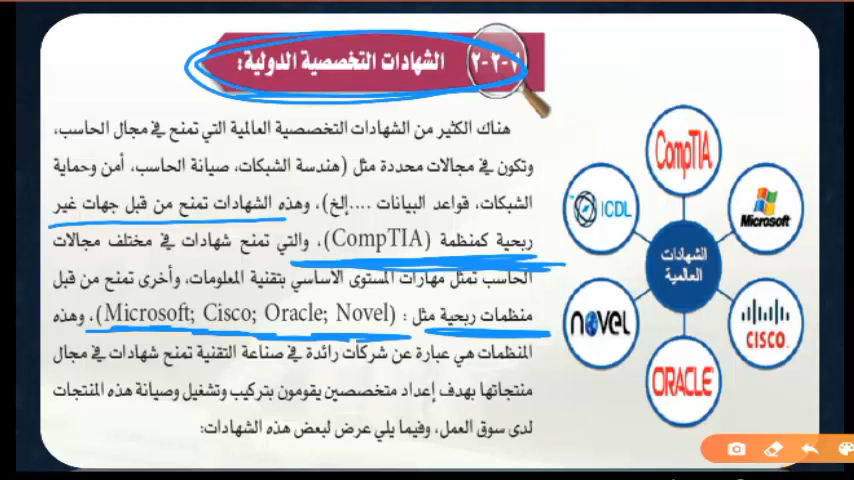 ٧-٢-٢ الشهادات التخصصية الدولية:
هناك الكثير من الشهادات التخصصية العالمية التي تمنح في مجال الحاسب،
وتكون في مجالات محددة مثل (هندسة الشبكات، صيانة الحاسب، أمن وحماية
الشبكات، قواعد البيانات ....إلخ)، وهذه الشهادات تمنح من قبل جهات غير
ربحية كمنظمة (CompTIA)، والتي تمنح شهادات في مختلف مجالات
الحاسب تمثل مهارات المستوى الأساسي بتقنية المعلومات، وأخرى تمنح من قبل
منظمات ربحية مثل : (Microsoft; Cisco; Oracle; Novel)، وهذه
المنظمات هي عبارة عن شركات رائدة في صناعة التقنية تمنح شهادات في مجال
منتجاتها بهدف إعداد متخصصين يقومون بتركيب وتشغيل وصيانة هذه المنتجات
لدى سوق العمل، وفيما يلي عرض لبعض هذه الشهادات:
CompTIA
Microsoft
CISCO
ORACLE
NOVEL
ICDL
الشهادات
العالمية